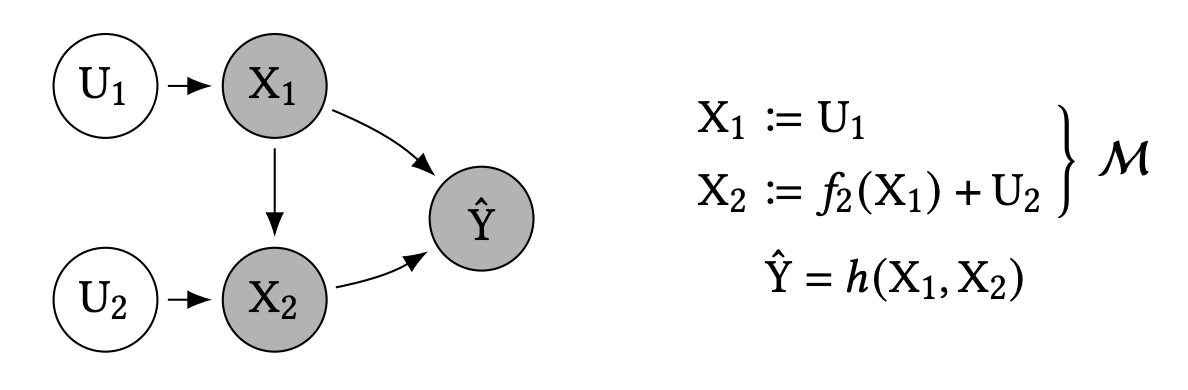 U₁
X₁
U₂
X₂
Ŷ
X₁ := U₁
X₂ := f₂(X₁) + U₂
ℳ
Ŷ = h(X₁, X₂)